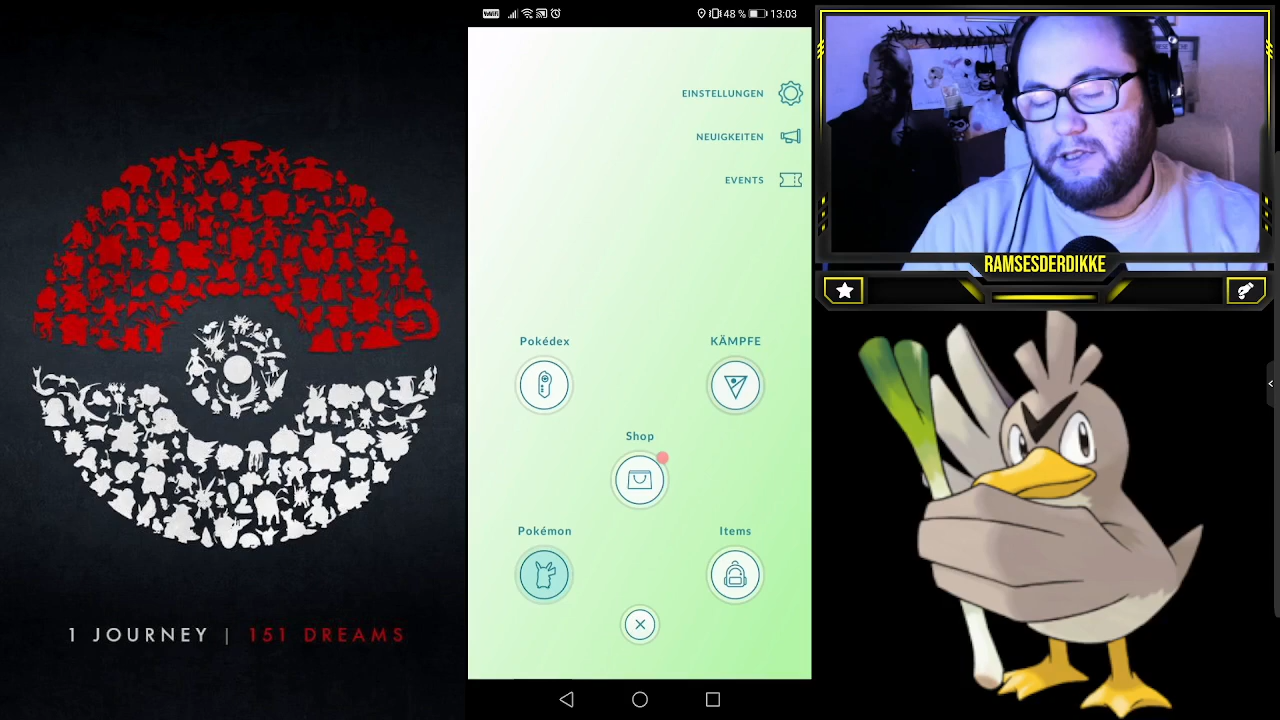 1 JOURNEY | 151 DREAMS
48 % 13:03
EINSTELLUNGEN
NEUIGKEITEN
EVENTS
Pokédex
KÄMPFE
Shop
Pokémon
Items
RAMSESDERDIKKE